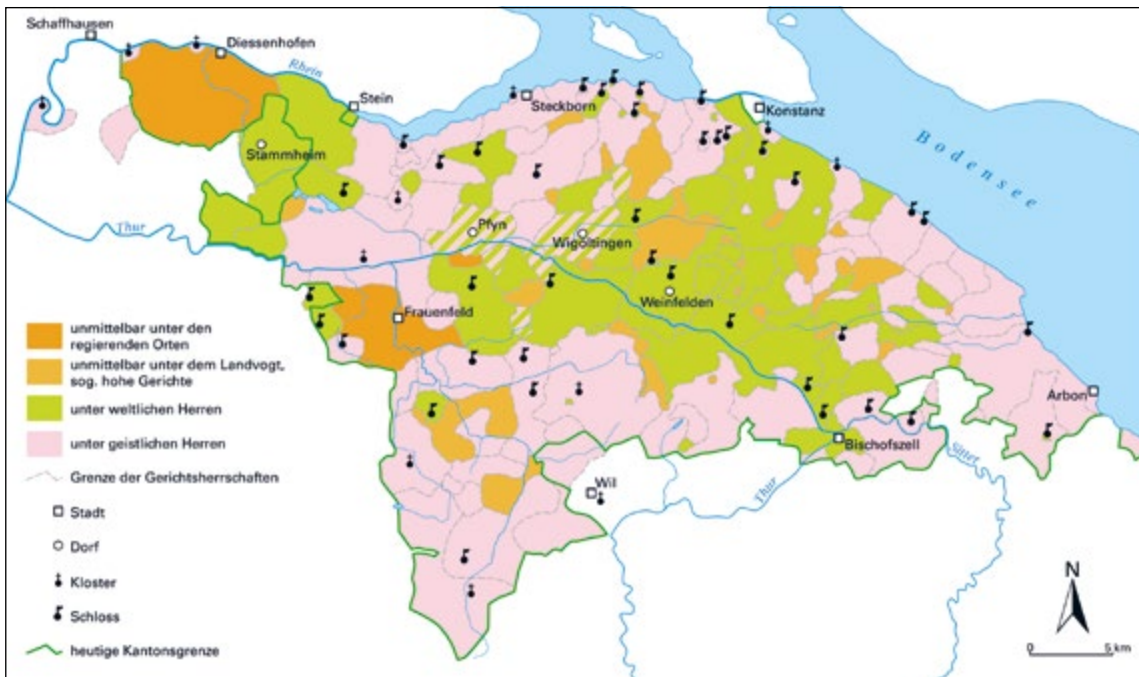 Schaffhausen
Diessenhofen
Rhein
Stein
Steckborn
Konstanz
Bodensee
Stammheim
Thur
Pfyn
Wigoltingen
Weinfelden
Frauenfeld
Arbon
Bischofszell
Sitter
Wil
Thur
unmittelbar unter den
regierenden Orten
unmittelbar unter dem Landvogt,
sog. hohe Gerichte
unter weltlichen Herren
unter geistlichen Herren
Grenze der Gerichtsherrschaften
Stadt
Dorf
Kloster
Schloss
heutige Kantonsgrenze
N
0 5 km